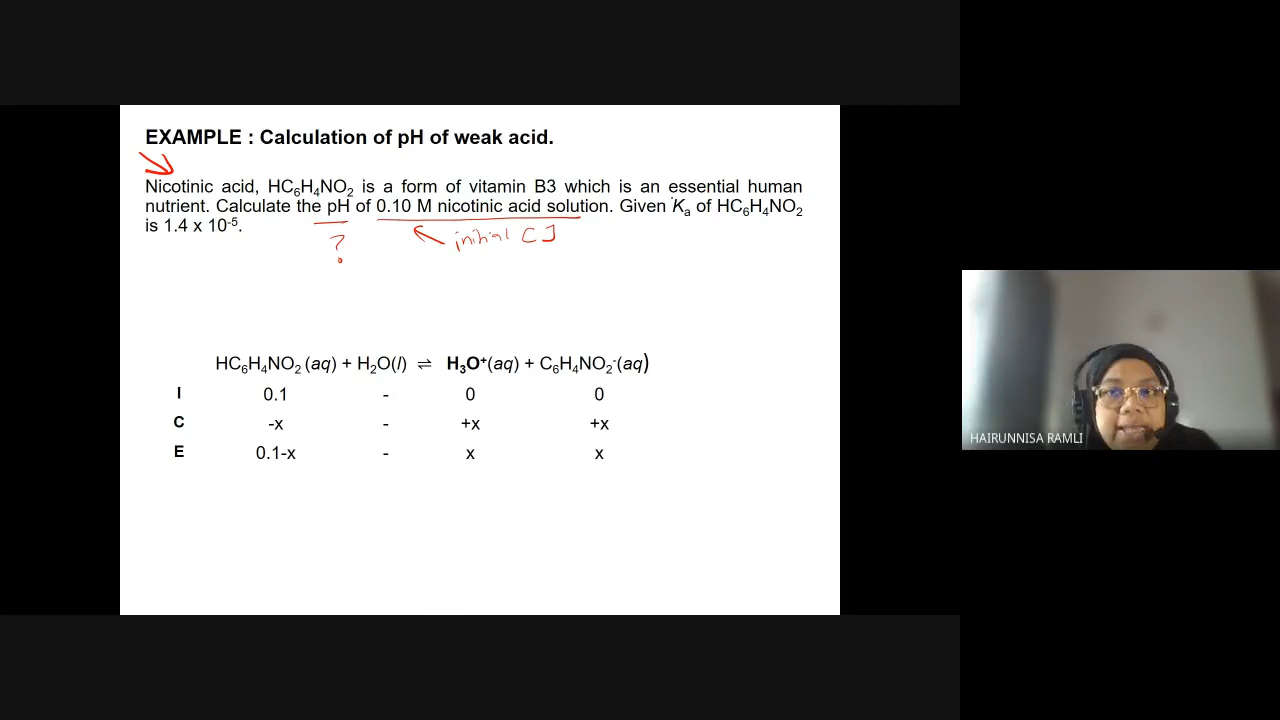 EXAMPLE : Calculation of pH of weak acid.
Nicotinic acid, HC₆H₄NO₂ is a form of vitamin B3 which is an essential human
nutrient. Calculate the pH of 0.10 M nicotinic acid solution. Given Kₐ of HC₆H₄NO₂
is 1.4 x 10⁻⁵.
?
initial [ ]
HC₆H₄NO₂ (aq) + H₂O(l) ⇌ H₃O⁺(aq) + C₆H₄NO₂⁻(aq)
I 0.1 - 0 0
C -x - +x +x
E 0.1-x - x x
HAIRUNNISA RAMLI